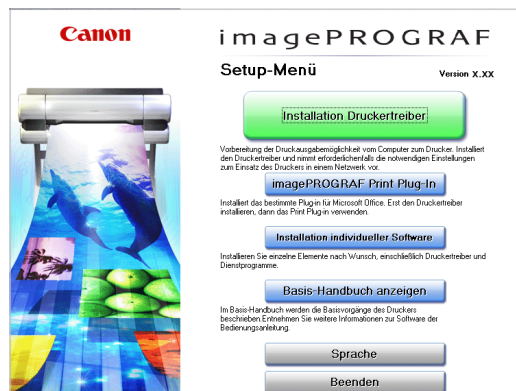 Canon
imagePROGRAF
Setup-Menü
Version X.XX
Installation Druckertreiber
Vorbereitung der Druckausgabemöglichkeit vom Computer zum Drucker. Installiert
den Druckertreiber und nimmt erforderlichenfalls die notwendigen Einstellungen
zum Einsatz des Druckers in einem Netzwerk vor.
imagePROGRAF Print Plug-In
Installiert das bestimmte Plug-in für Microsoft Office. Erst den Druckertreiber
installieren, dann das Print Plug-in verwenden.
Installation individueller Software
Installieren Sie einzelne Elemente nach Wunsch, einschließlich Druckertreiber und
Dienstprogramme.
Basis-Handbuch anzeigen
Im Basis-Handbuch werden die Basisvorgänge des Druckers
beschrieben.Entnehmen Sie weitere Informationen zur Software der
Bedienungsanleitung.
Sprache
Beenden